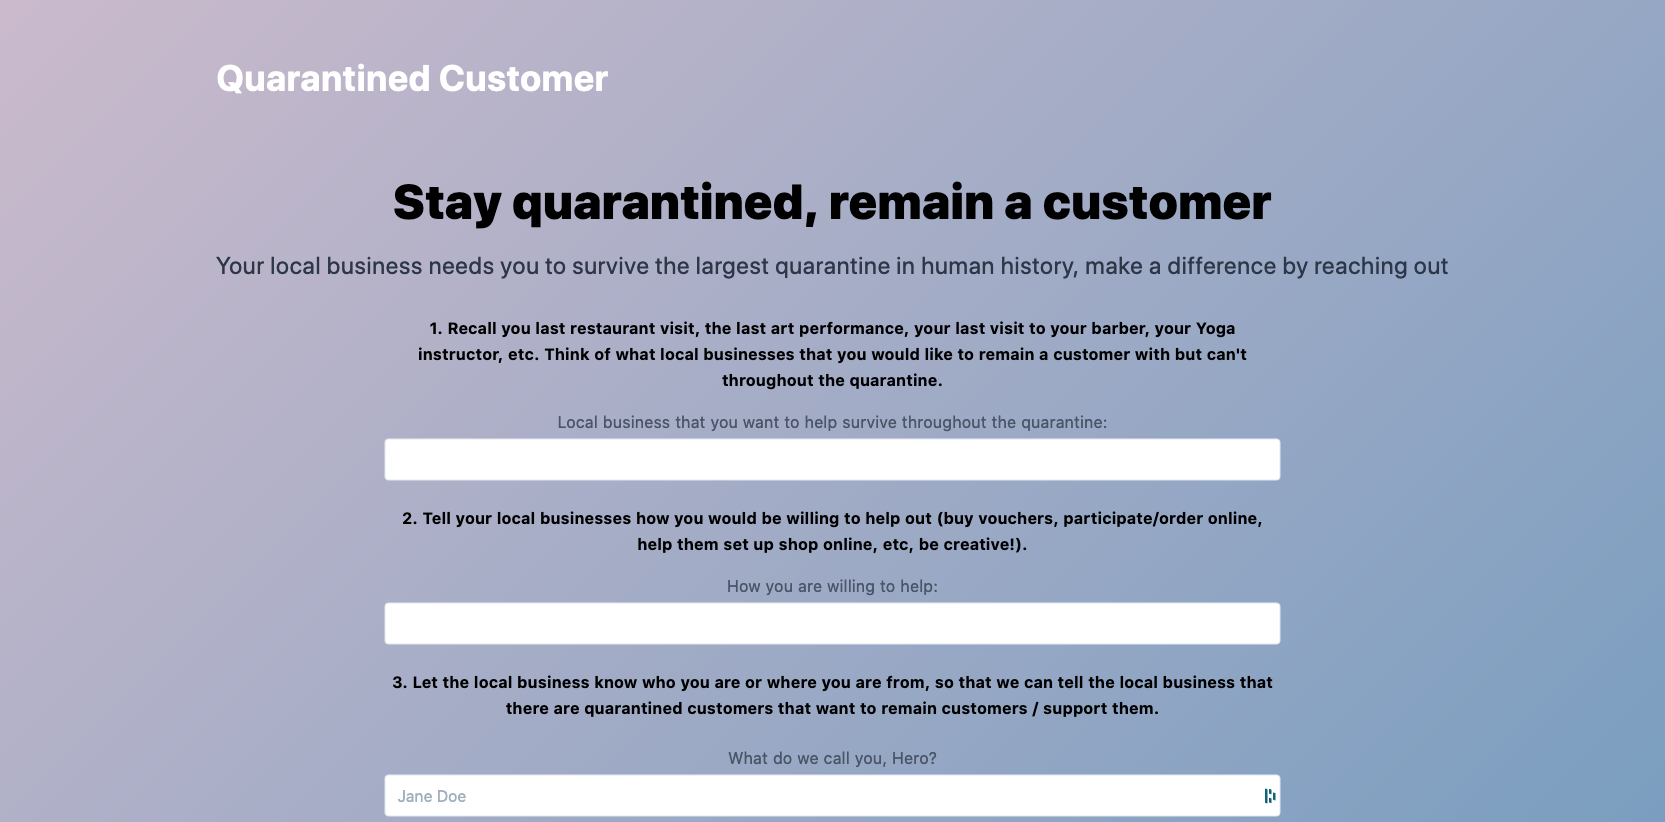 Quarantined Customer
Stay quarantined, remain a customer
Your local business needs you to survive the largest quarantine in human history, make a difference by reaching out
1. Recall you last restaurant visit, the last art performance, your last visit to your barber, your Yoga
instructor, etc. Think of what local businesses that you would like to remain a customer with but can't
throughout the quarantine.
Local business that you want to help survive throughout the quarantine:
2. Tell your local businesses how you would be willing to help out (buy vouchers, participate/order online,
help them set up shop online, etc, be creative!).
How you are willing to help:
3. Let the local business know who you are or where you are from, so that we can tell the local business that
there are quarantined customers that want to remain customers / support them.
What do we call you, Hero?
Jane Doe